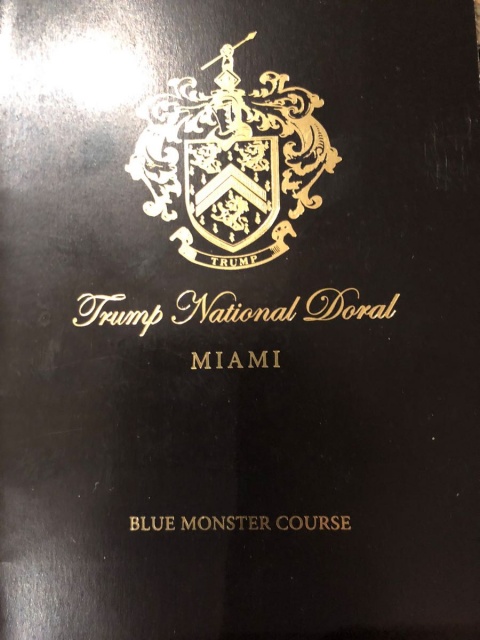 TRUMP
Trump National Doral
MIAMI
BLUE MONSTER COURSE